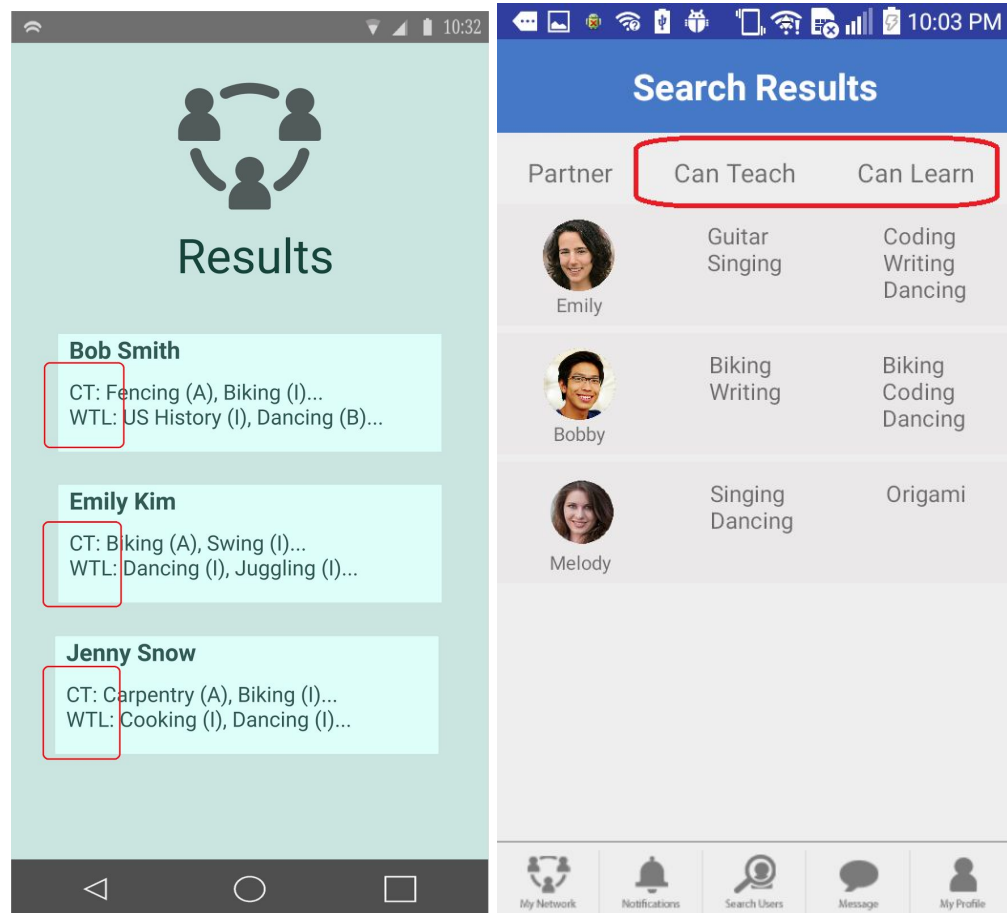 10:32
Results
Bob Smith
CT: Fencing (A), Biking (I)...
WTL: US History (I), Dancing (B)...
Emily Kim
CT: Biking (A), Swing (I)...
WTL: Dancing (I), Juggling (I)...
Jenny Snow
CT: Carpentry (A), Biking (I)...
WTL: Cooking (I), Dancing (I)...
10:03 PM
Search Results
Partner Can Teach Can Learn
Emily
Guitar
Singing
Coding
Writing
Dancing
Bobby
Biking
Writing
Biking
Coding
Dancing
Melody
Singing
Dancing
Origami
My Network Notifications Search Users Message My Profile